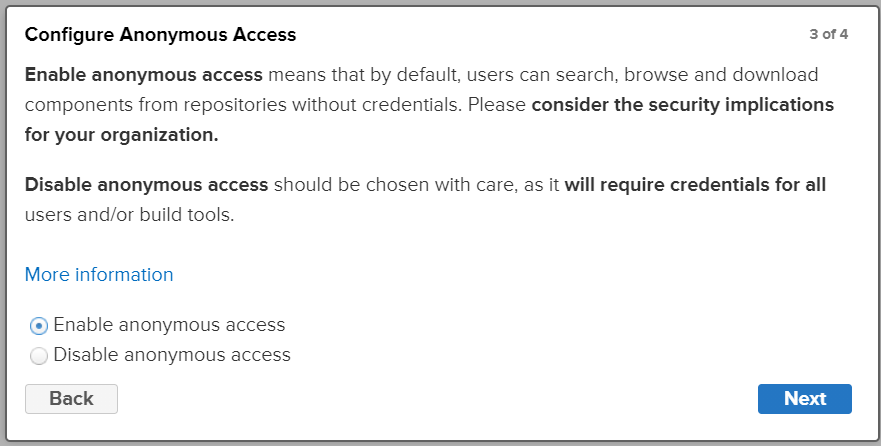 Configure Anonymous Access
3 of 4
Enable anonymous access means that by default, users can search, browse and download
components from repositories without credentials. Please consider the security implications
for your organization.
Disable anonymous access should be chosen with care, as it will require credentials for all
users and/or build tools.
More information
Enable anonymous access
Disable anonymous access
Back
Next